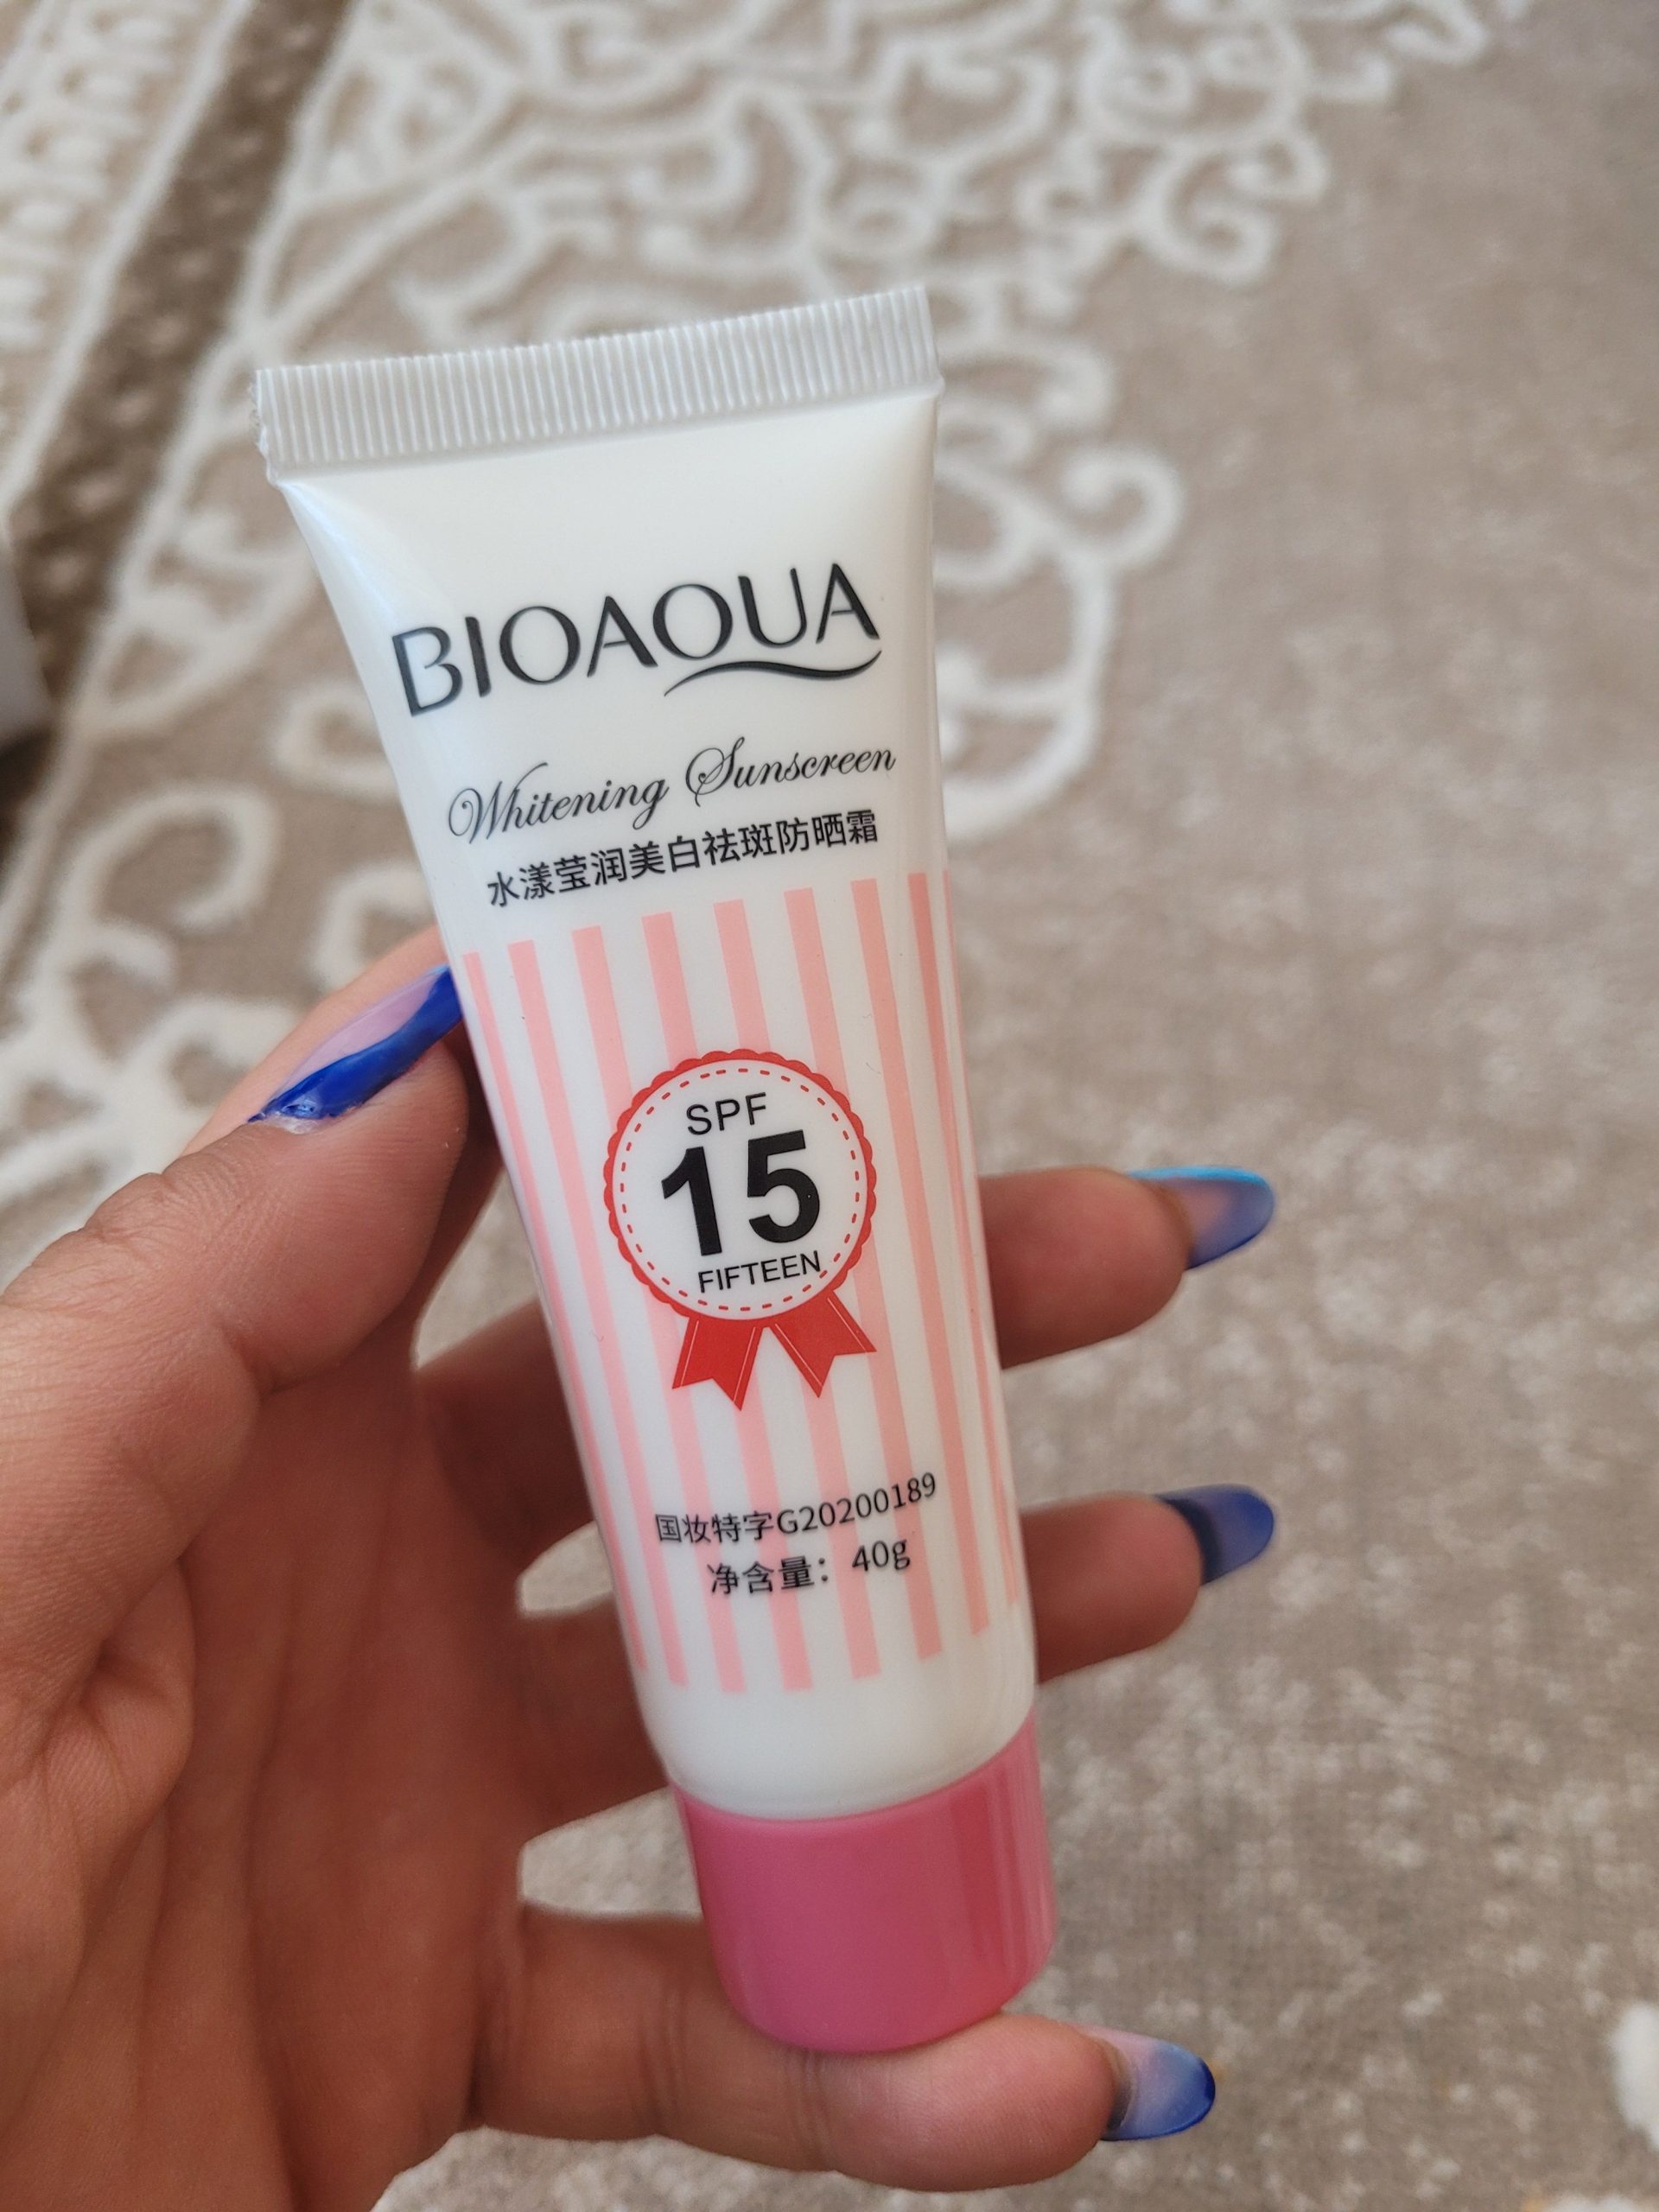 BIOAQUA
Whitening Sunscreen
水漾莹润美白祛斑防晒霜
SPF
15
FIFTEEN
国妆特字G20200189
净含量：40g